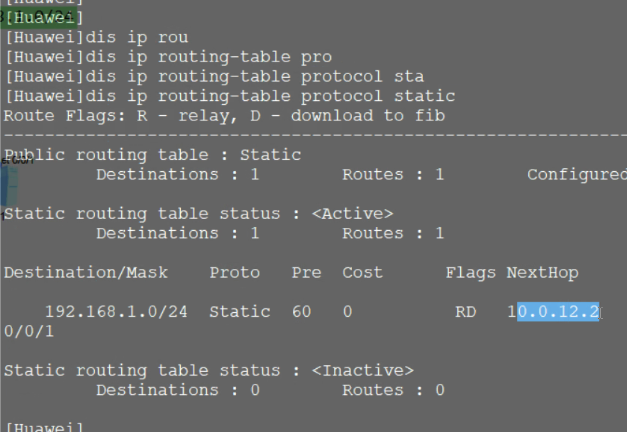 [Huawei]
[Huawei]
[Huawei]dis ip rou
[Huawei]dis ip routing-table pro
[Huawei]dis ip routing-table protocol sta
[Huawei]dis ip routing-table protocol static
Route Flags: R - relay, D - download to fib
------------------------------------------------------------------------------
Public routing table : Static
Destinations : 1 Routes : 1 Configured
Static routing table status : <Active>
Destinations : 1 Routes : 1
Destination/Mask Proto Pre Cost Flags NextHop
192.168.1.0/24 Static 60 0 RD 10.0.12.2
0/0/1
Static routing table status : <Inactive>
Destinations : 0 Routes : 0
[Huawei]